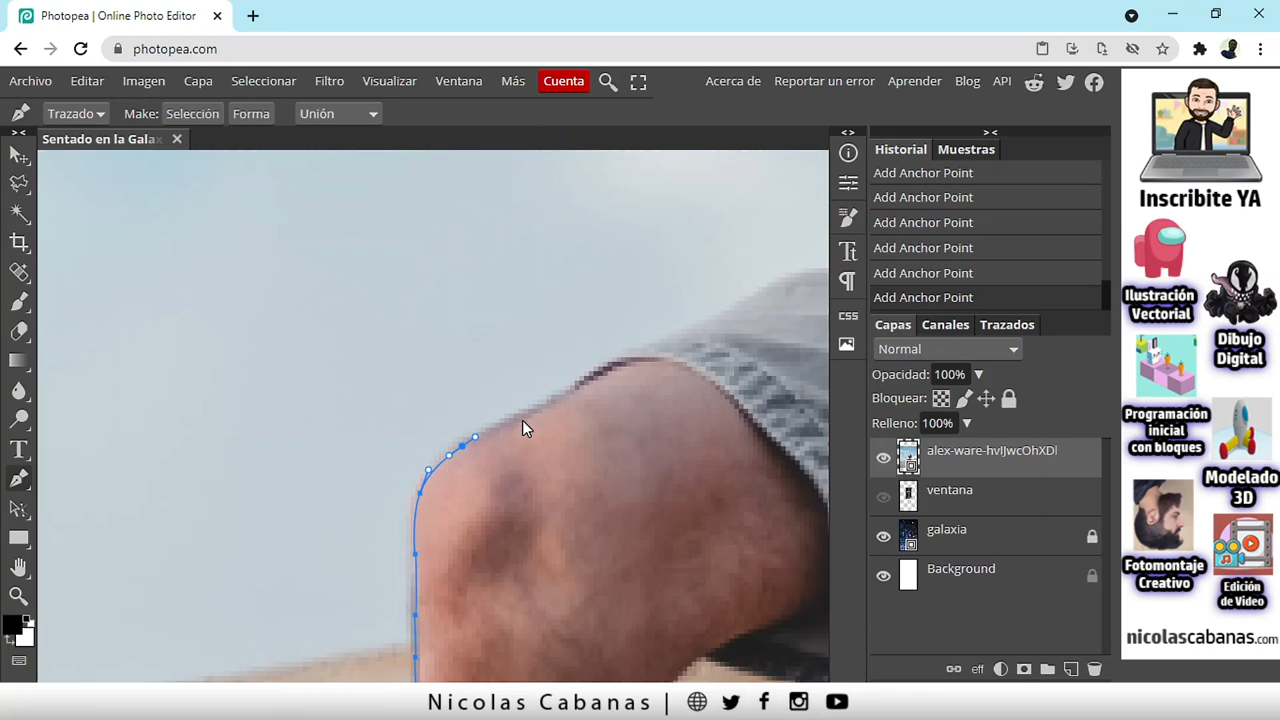 Photopea | Online Photo Editor
photopea.com
Archivo Editar Imagen Capa Seleccionar Filtro Visualizar Ventana Más Cuenta Acerca de Reportar un error Aprender Blog API
Trazado Make: Selección Forma Unión
Sentado en la Gala
Historial Muestras
Add Anchor Point
Add Anchor Point
Add Anchor Point
Add Anchor Point
Add Anchor Point
Add Anchor Point
CSS
Capas Canales Trazados
Normal
Opacidad: 100%
Bloquear:
Relleno: 100%
alex-ware-hvIJwcOhXDI
ventana
galaxia
Background
eff
Inscribite YA
Ilustración
Vectorial
Dibujo
Digital
Programación
inicial
con bloques
Modelado
3D
Fotomontaje
Creativo
Edición
de Video
nicolascabanas.com
Nicolas Cabanas |